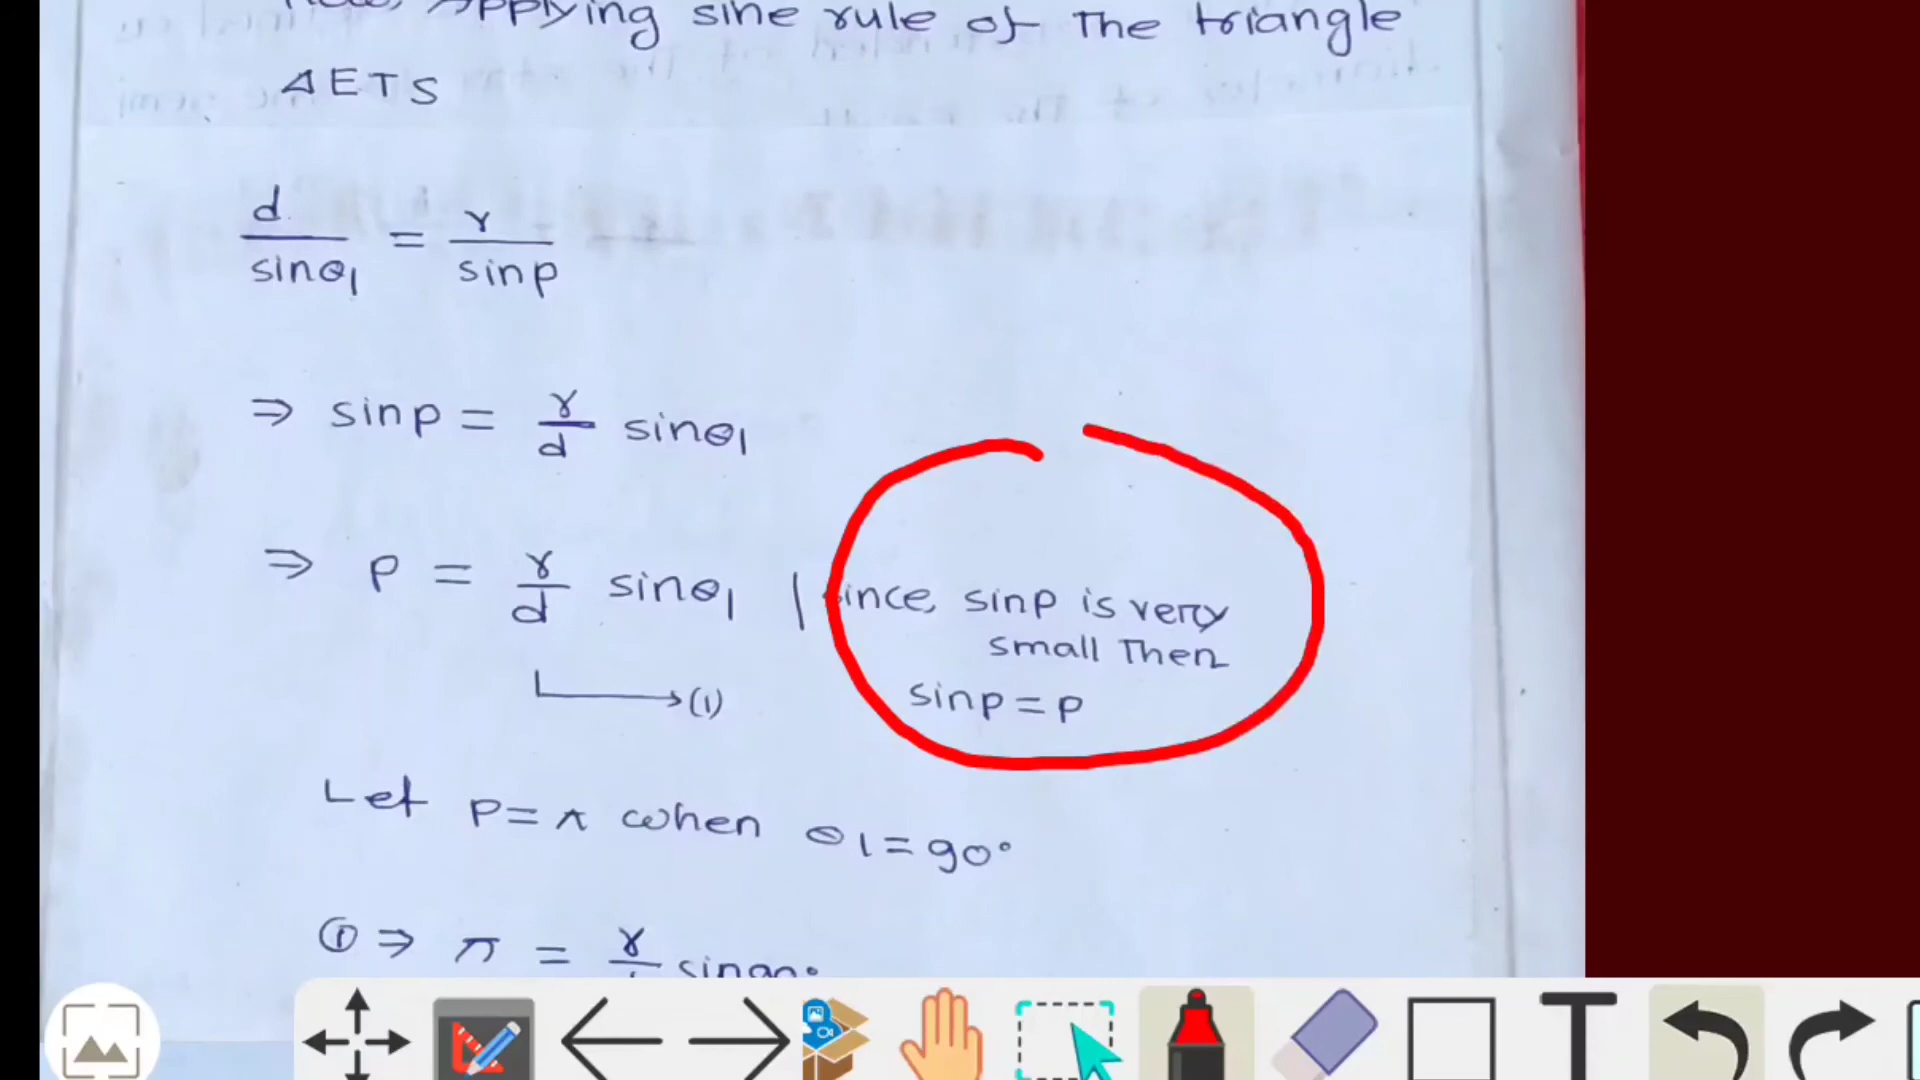 Applying sine rule of The triangle
ΔETS
d/sinθ1 = r/sinp
⇒ sinp = r/d sinθ1
⇒ p = r/d sinθ1 | since, sinp is very
small Then
sinp = p
→(1)
Let p=π when θ1=90°
① ⇒ π = r/d sin90°
T